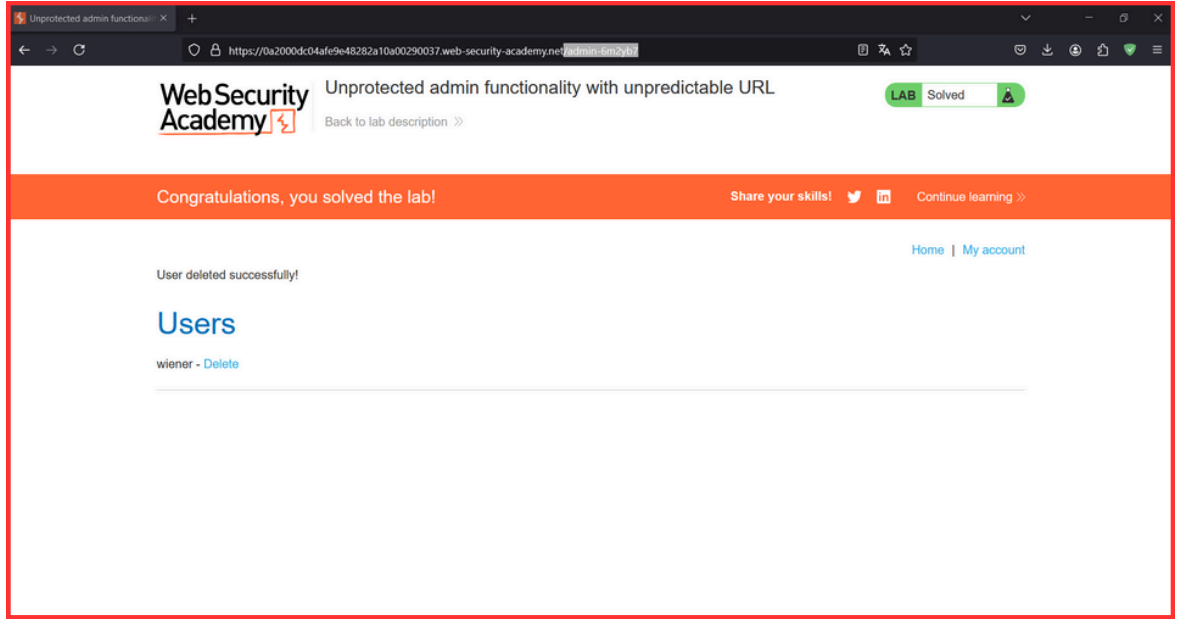 Unprotected admin functional
https://0a2000dc04afe9e48282a10a00290037.web-security-academy.net/admin-6m2yb7
WebSecurity
Academy
Unprotected admin functionality with unpredictable URL
Back to lab description
LAB Solved
Congratulations, you solved the lab!
Share your skills! in Continue learning
Home | My account
User deleted successfully!
Users
wiener - Delete